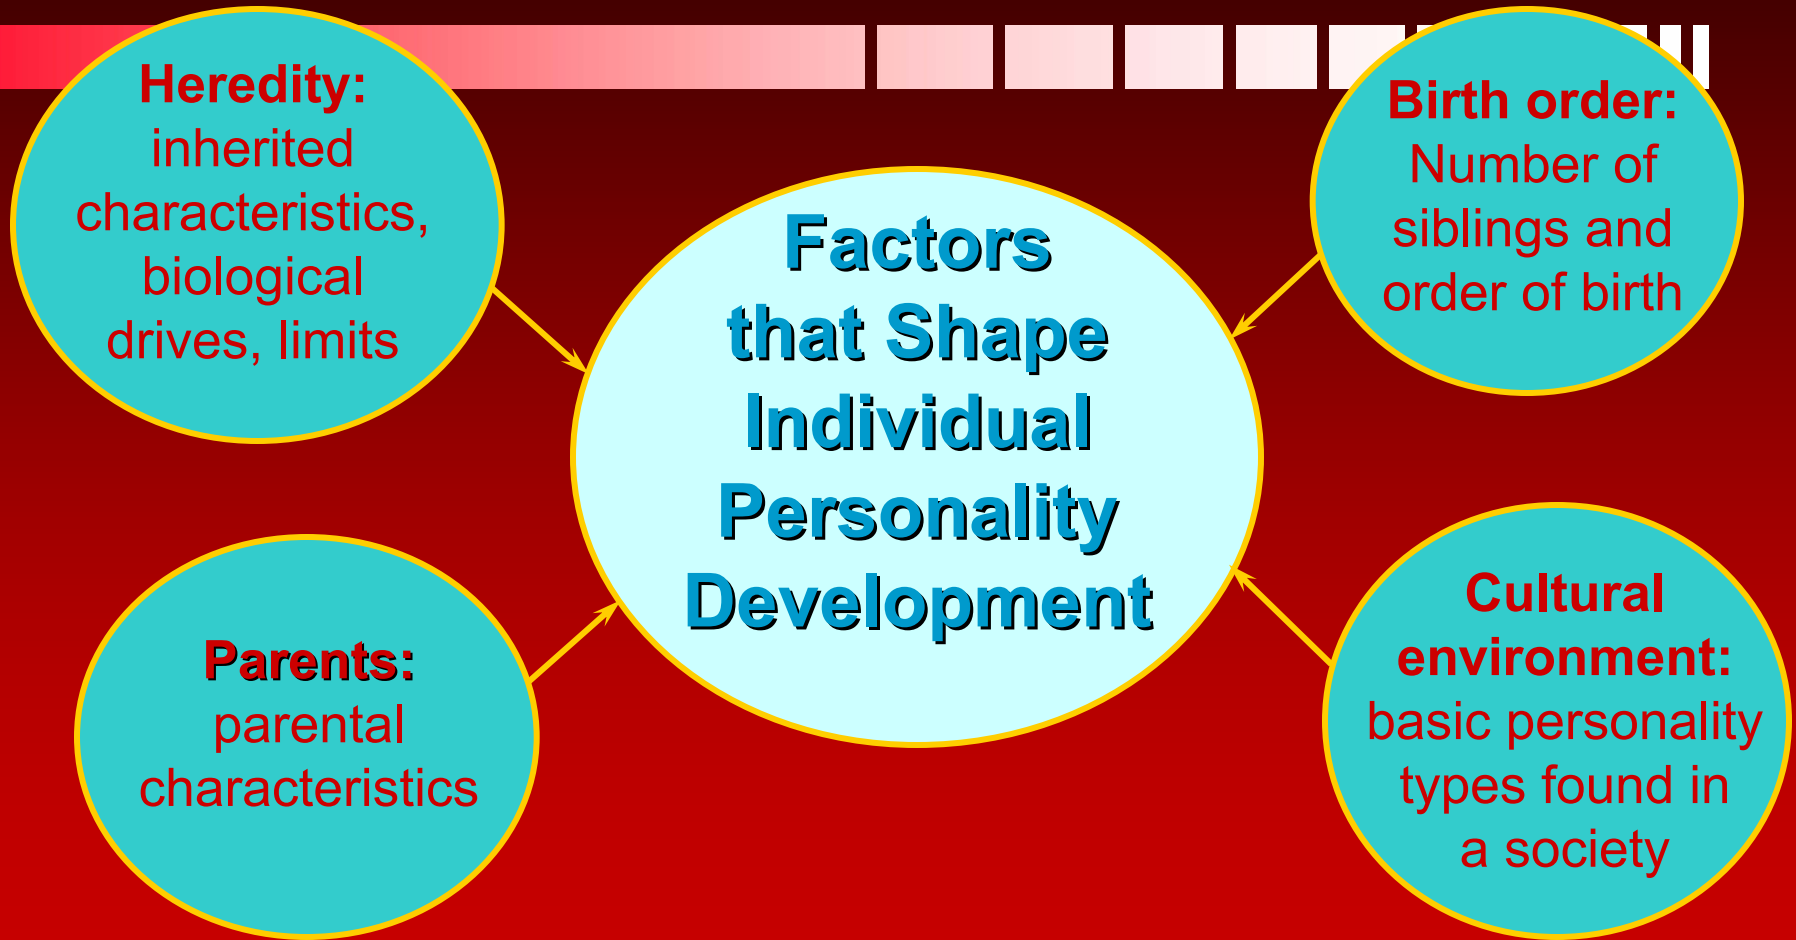 Heredity:
inherited
characteristics,
biological
drives, limits
Birth order:
Number of
siblings and
order of birth
Factors
that Shape
Individual
Personality
Development
Parents:
parental
characteristics
Cultural
environment:
basic personality
types found in
a society